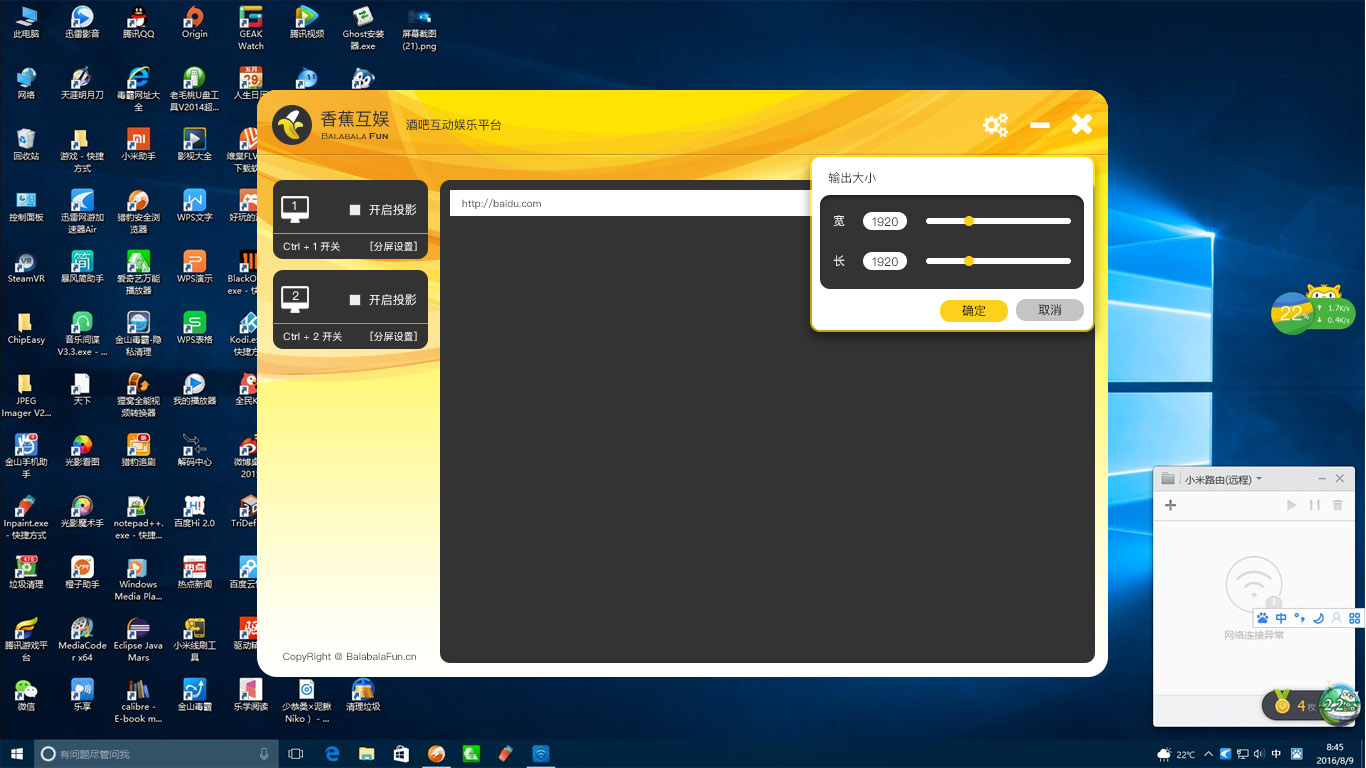 此电脑
迅雷影音
腾讯QQ
Origin
GEAK
Watch
腾讯视频
Ghost安装
器.exe
屏幕截图
(21).png
网络
天涯明月刀
毒霸网址大
全
老毛桃U盘工
具V2014超...
人生日历
回收站
游戏 - 快捷
方式
小米助手
影视大全
维棠FLV
下载软
控制面板
迅雷网游加
速器Air
猎豹安全浏
览器
WPS文字
好玩的
SteamVR
暴风简助手
爱奇艺万能
播放器
WPS演示
BlackO
exe - 快
ChipEasy
音乐间谍
V3.3.exe - ...
金山毒霸-隐
私清理
WPS表格
Kodi.e
快捷方
JPEG
Imager V2...
天下
狸窝全能视
频转换器
我的播放器
全民K
金山手机助
手
光影看图
猎豹追剧
解码中心
微博桌
201
Inpaint.exe
- 快捷方式
光影魔术手
notepad++.
exe - 快捷...
百度Hi 2.0
TriDef
垃圾清理
橙子助手
Windows
Media Pla...
热点新闻
百度云管
腾讯游戏平
台
MediaCode
r x64
Eclipse Java
Mars
小米线刷工
具
驱动精
微信
乐享
calibre -
E-book m...
金山毒霸
乐学阅读
少恭桑×泥鳅
Niko ） - ...
清理垃圾
香蕉互娱
BALABALA FUN
酒吧互动娱乐平台
1
开启投影
Ctrl + 1 开关
[分屏设置]
2
开启投影
Ctrl + 2 开关
[分屏设置]
http://baidu.com
输出大小
宽
1920
长
1920
确定
取消
CopyRight @ BalabalaFun.cn
22%
1.7K/s
0.4K/s
小米路由(远程)
网络连接异常
中
4枚
22%
有问题尽管问我
22℃
中
8:45
2016/8/9